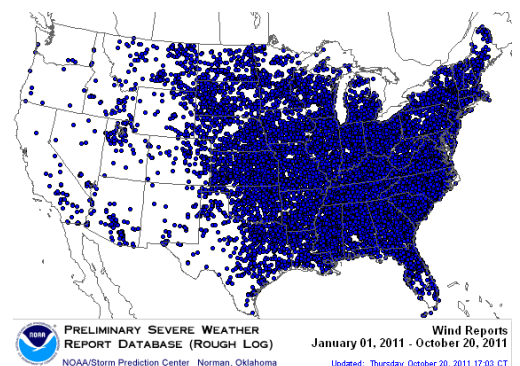 NOAA
PRELIMINARY SEVERE WEATHER
REPORT DATABASE (ROUGH LOG)
NOAA/Storm Prediction Center Norman, Oklahoma
Wind Reports
January 01, 2011 - October 20, 2011
Updated: Thursday October 20, 2011 17:03 CT